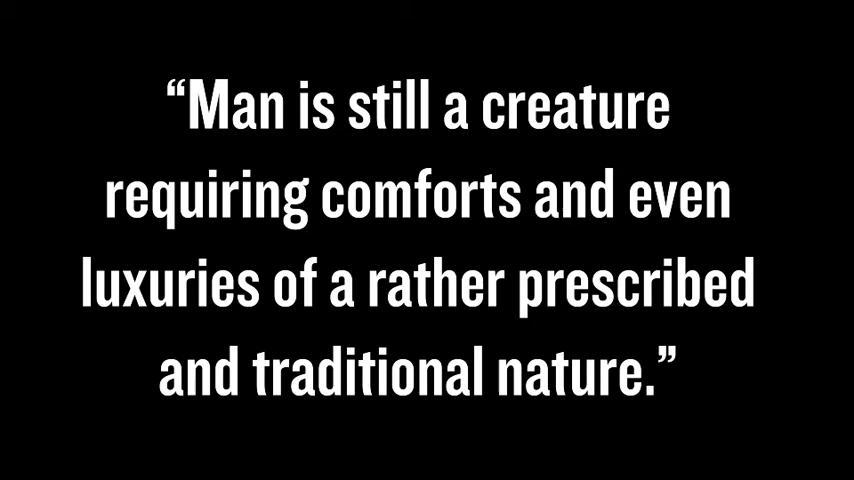 “Man is still a creature
requiring comforts and even
luxuries of a rather prescribed
and traditional nature.”